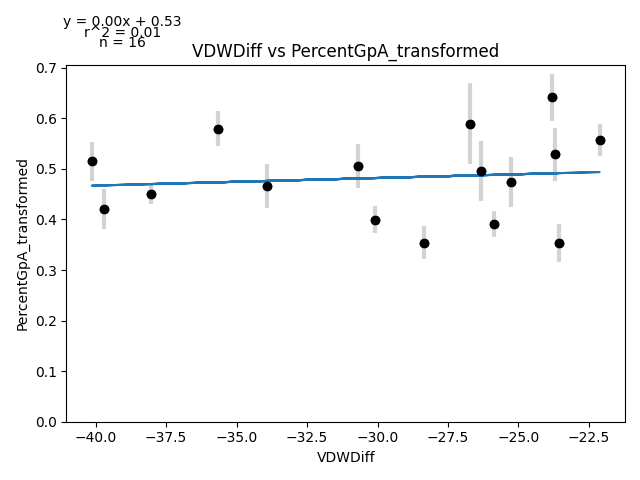 y = 0.00x + 0.53
r^2 = 0.01
n = 16
VDWDiff vs PercentGpA_transformed
0.7
0.6
0.5
0.4
0.3
0.2
0.1
0.0
PercentGpA_transformed
−40.0 −37.5 −35.0 −32.5 −30.0 −27.5 −25.0 −22.5
VDWDiff